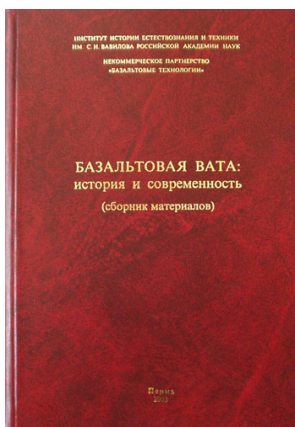 ИНСТИТУТ ИСТОРИИ ЕСТЕСТВОЗНАНИЯ И ТЕХНИКИ
ИМ. С.И. ВАВИЛОВА РОССИЙСКОЙ АКАДЕМИИ НАУК
НЕКОММЕРЧЕСКОЕ ПАРТНЕРСТВО
«БАЗАЛЬТОВЫЕ ТЕХНОЛОГИИ»
БАЗАЛЬТОВАЯ ВАТА:
история и современность
(сборник материалов)
Пермь